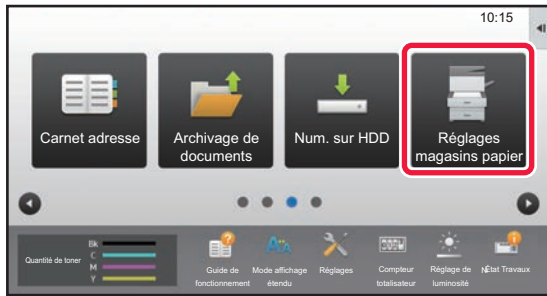 10:15
Carnet adresse
Archivage de
documents
Num. sur HDD
Réglages
magasins papier
Quantité de toner
Bk
C
M
Y
Guide de
fonctionnement
Mode affichage
étendu
Réglages
Compteur
totalisateur
Réglage de
luminosité
État Travaux